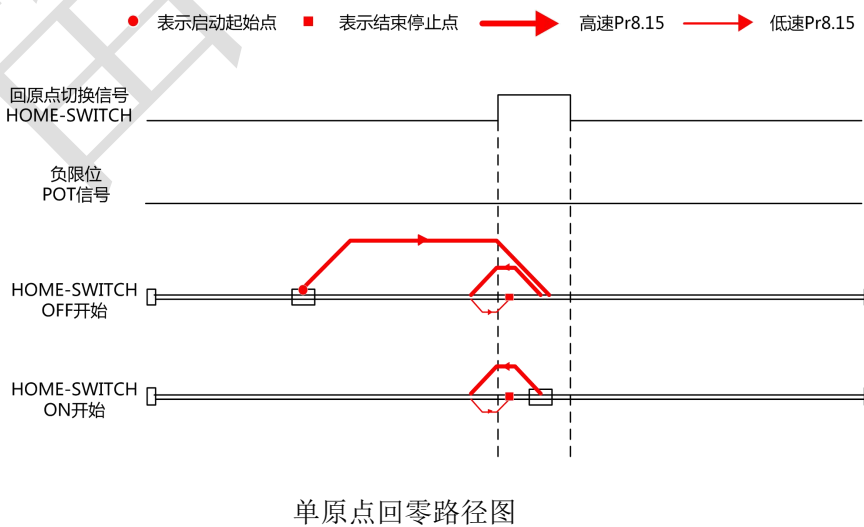 表示启动起始点 表示结束停止点 高速Pr8.15 低速Pr8.15
回原点切换信号
HOME-SWITCH
负限位
POT信号
HOME-SWITCH
OFF开始
HOME-SWITCH
ON开始
单原点回零路径图